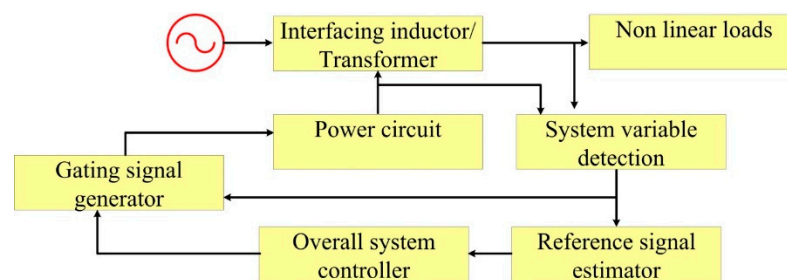 Interfacing inductor/
Transformer
Non linear loads
Power circuit
System variable
detection
Gating signal
generator
Overall system
controller
Reference signal
estimator